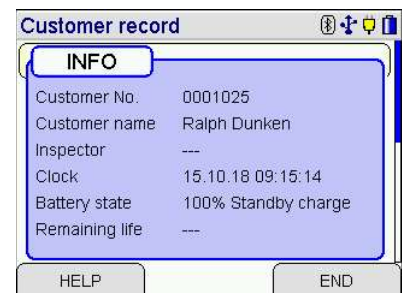 Customer record
INFO
Customer No. 0001025
Customer name Ralph Dunken
Inspector ---
Clock 15.10.18 09:15:14
Battery state 100% Standby charge
Remaining life ---
HELP END